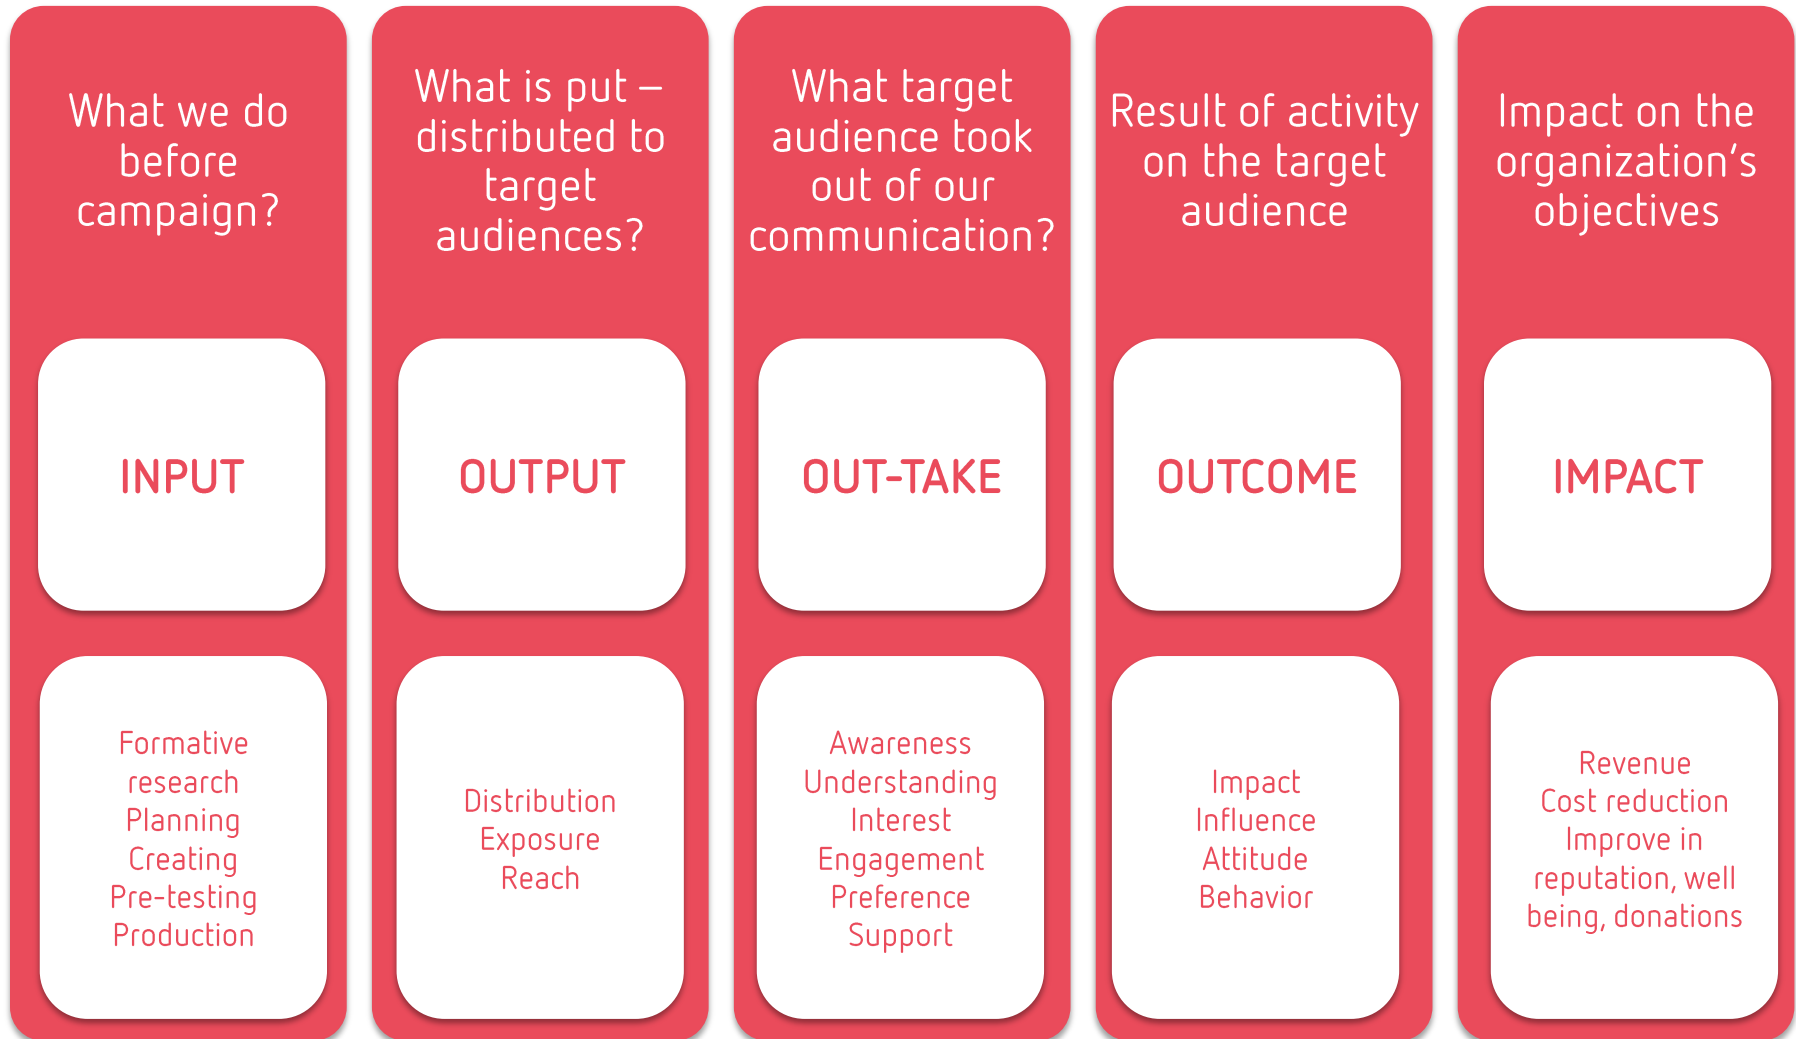 What we do
before
campaign?
INPUT
Formative
research
Planning
Creating
Pre-testing
Production
What is put –
distributed to
target
audiences?
OUTPUT
Distribution
Exposure
Reach
What target
audience took
out of our
communication?
OUT-TAKE
Awareness
Understanding
Interest
Engagement
Preference
Support
Result of activity
on the target
audience
OUTCOME
Impact
Influence
Attitude
Behavior
Impact on the
organization’s
objectives
IMPACT
Revenue
Cost reduction
Improve in
reputation, well
being, donations